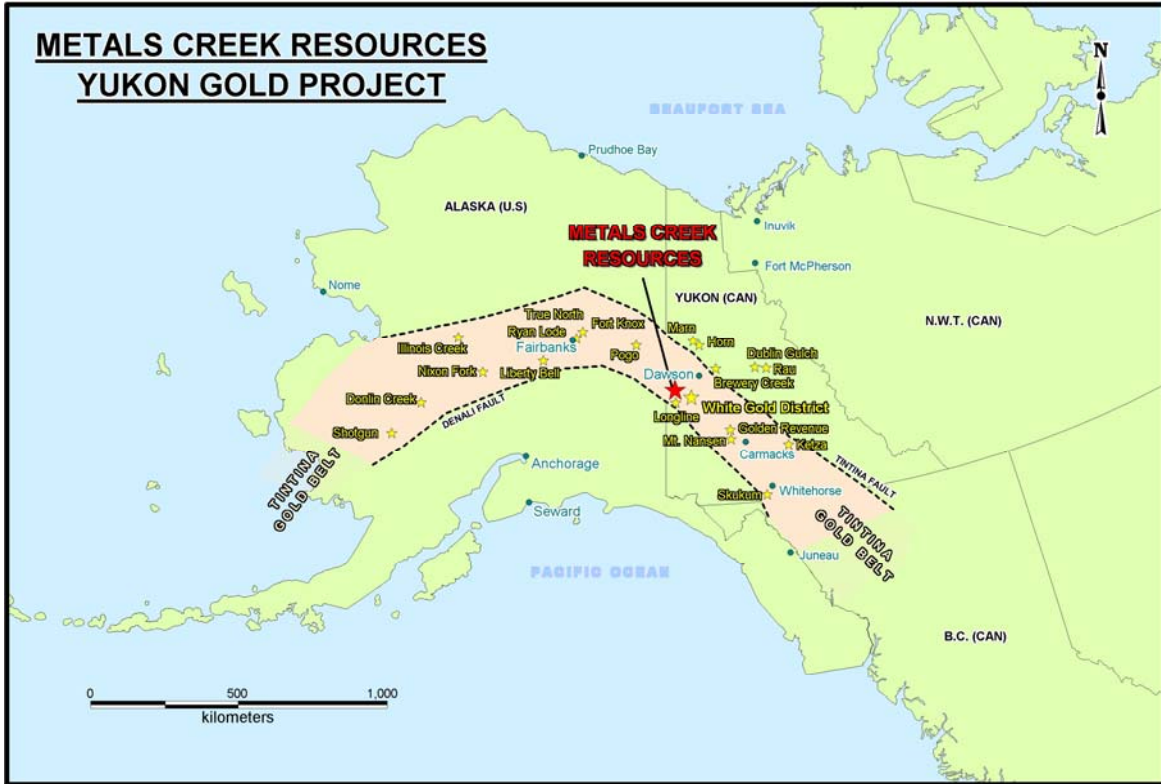 METALS CREEK RESOURCES
YUKON GOLD PROJECT
N
BEAUFORT SEA
Prudhoe Bay
ALASKA (U.S)
Inuvik
METALS CREEK
RESOURCES
Fort McPherson
Nome
YUKON (CAN)
N.W.T. (CAN)
True North
Fort Knox
Marn
Ryan Lode
Horn
Illinois Creek
Fairbanks
Pogo
Dublin Gulch
Rau
Nixon Fork
Liberty Bell
Dawson
Brewery Creek
Donlin Creek
DENALI FAULT
Longline
White Gold District
Shotgun
Golden Revenue
Mt. Nansen
Ketza
Carmacks
Anchorage
TINTINA FAULT
TINTINA
GOLD BELT
Skukum
Whitehorse
Seward
TINTINA
GOLD BELT
Juneau
PACIFIC OCEAN
B.C. (CAN)
0 500 1,000
kilometers